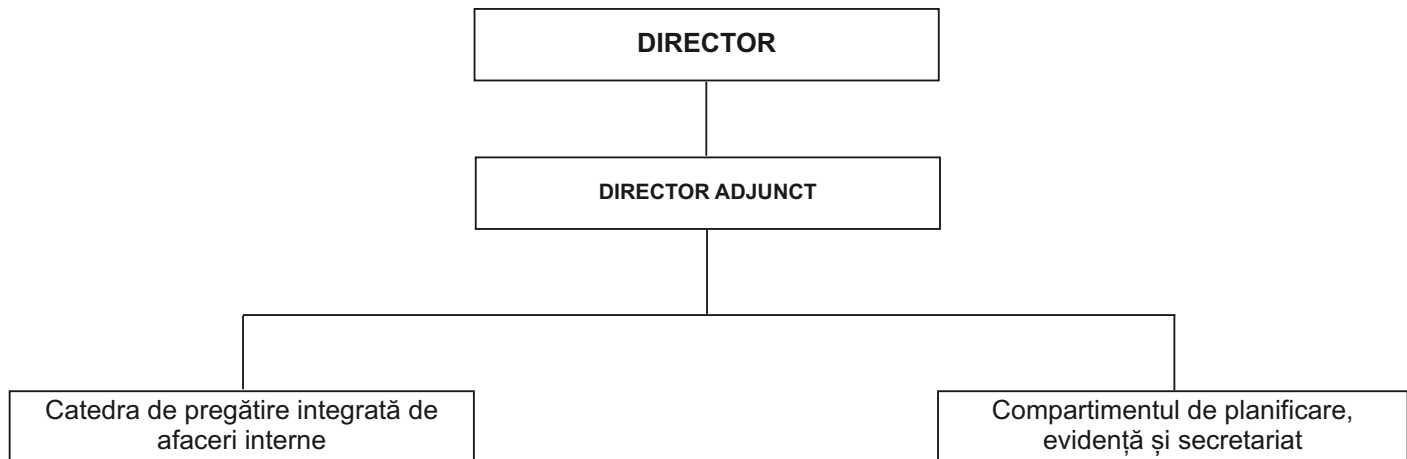 DIRECTOR
DIRECTOR ADJUNCT
Catedra de pregătire integrată de
afaceri interne
Compartimentul de planificare,
evidență și secretariat